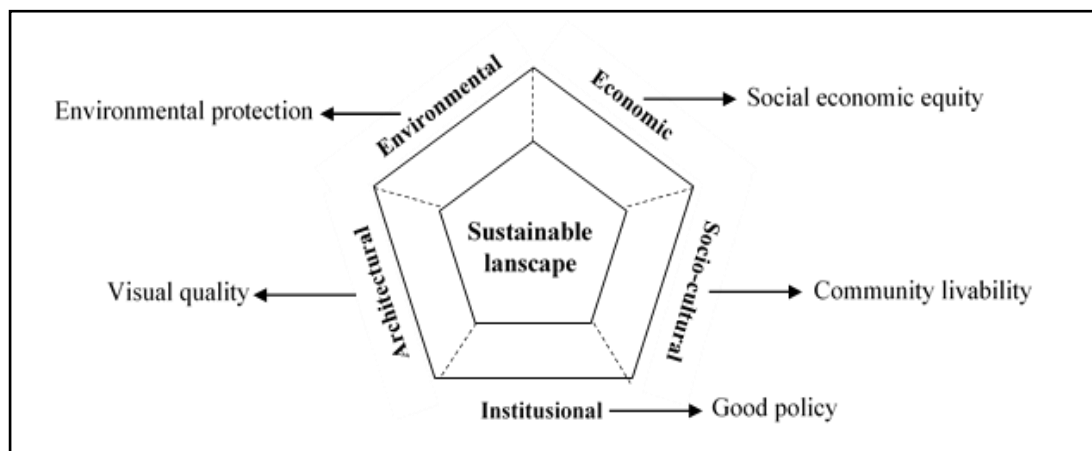 Environmental
Economic
Environmental protection
Social economic equity
Sustainable
lanscape
Architectural
Socio-cultural
Visual quality
Community livability
Institusional
Good policy